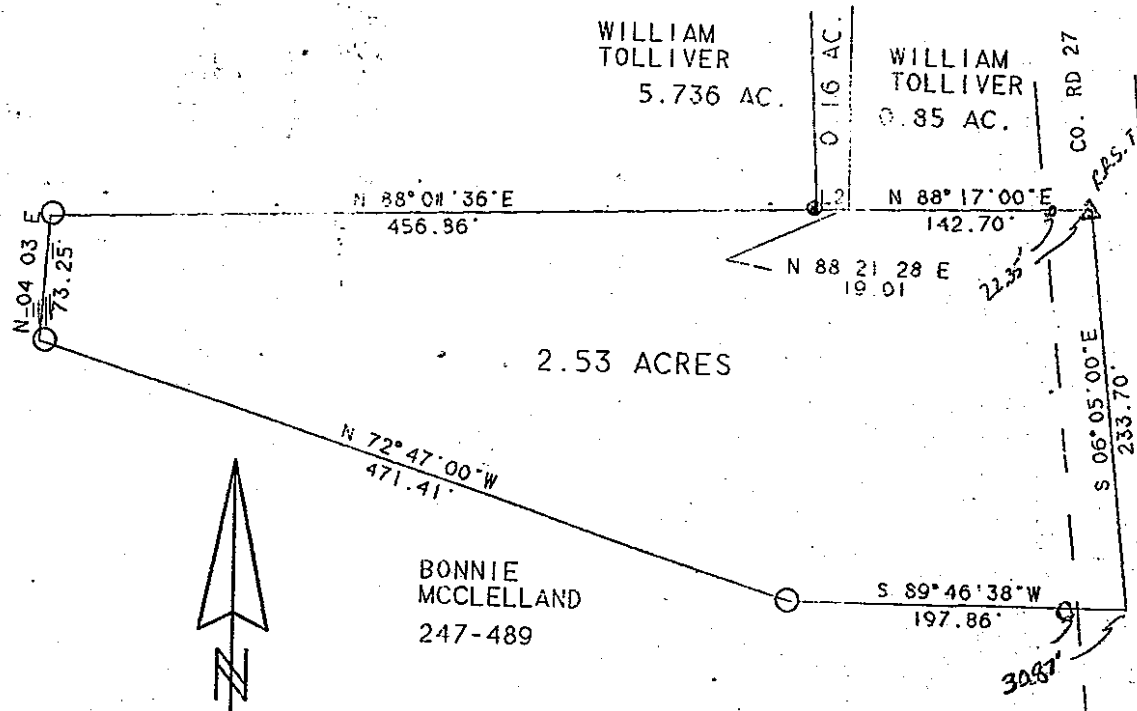 WILLIAM
TOLLIVER
5.736 AC.
0.16 AC.
WILLIAM
TOLLIVER
0.85 AC.
CO. RD 27
R.R.S. T
N 88° 01'36"E
456.86'
L2
N 88° 17'00"E
142.70'
N 88 21 28 E
19.01
22.35'
N 04 03 E
73.25'
2.53 ACRES
S 06° 05'00"E
233.70'
N 72° 47'00"W
471.41'
BONNIE
MCCLELLAND
247-489
S 89° 46'38"W
197.86'
30.87'
N